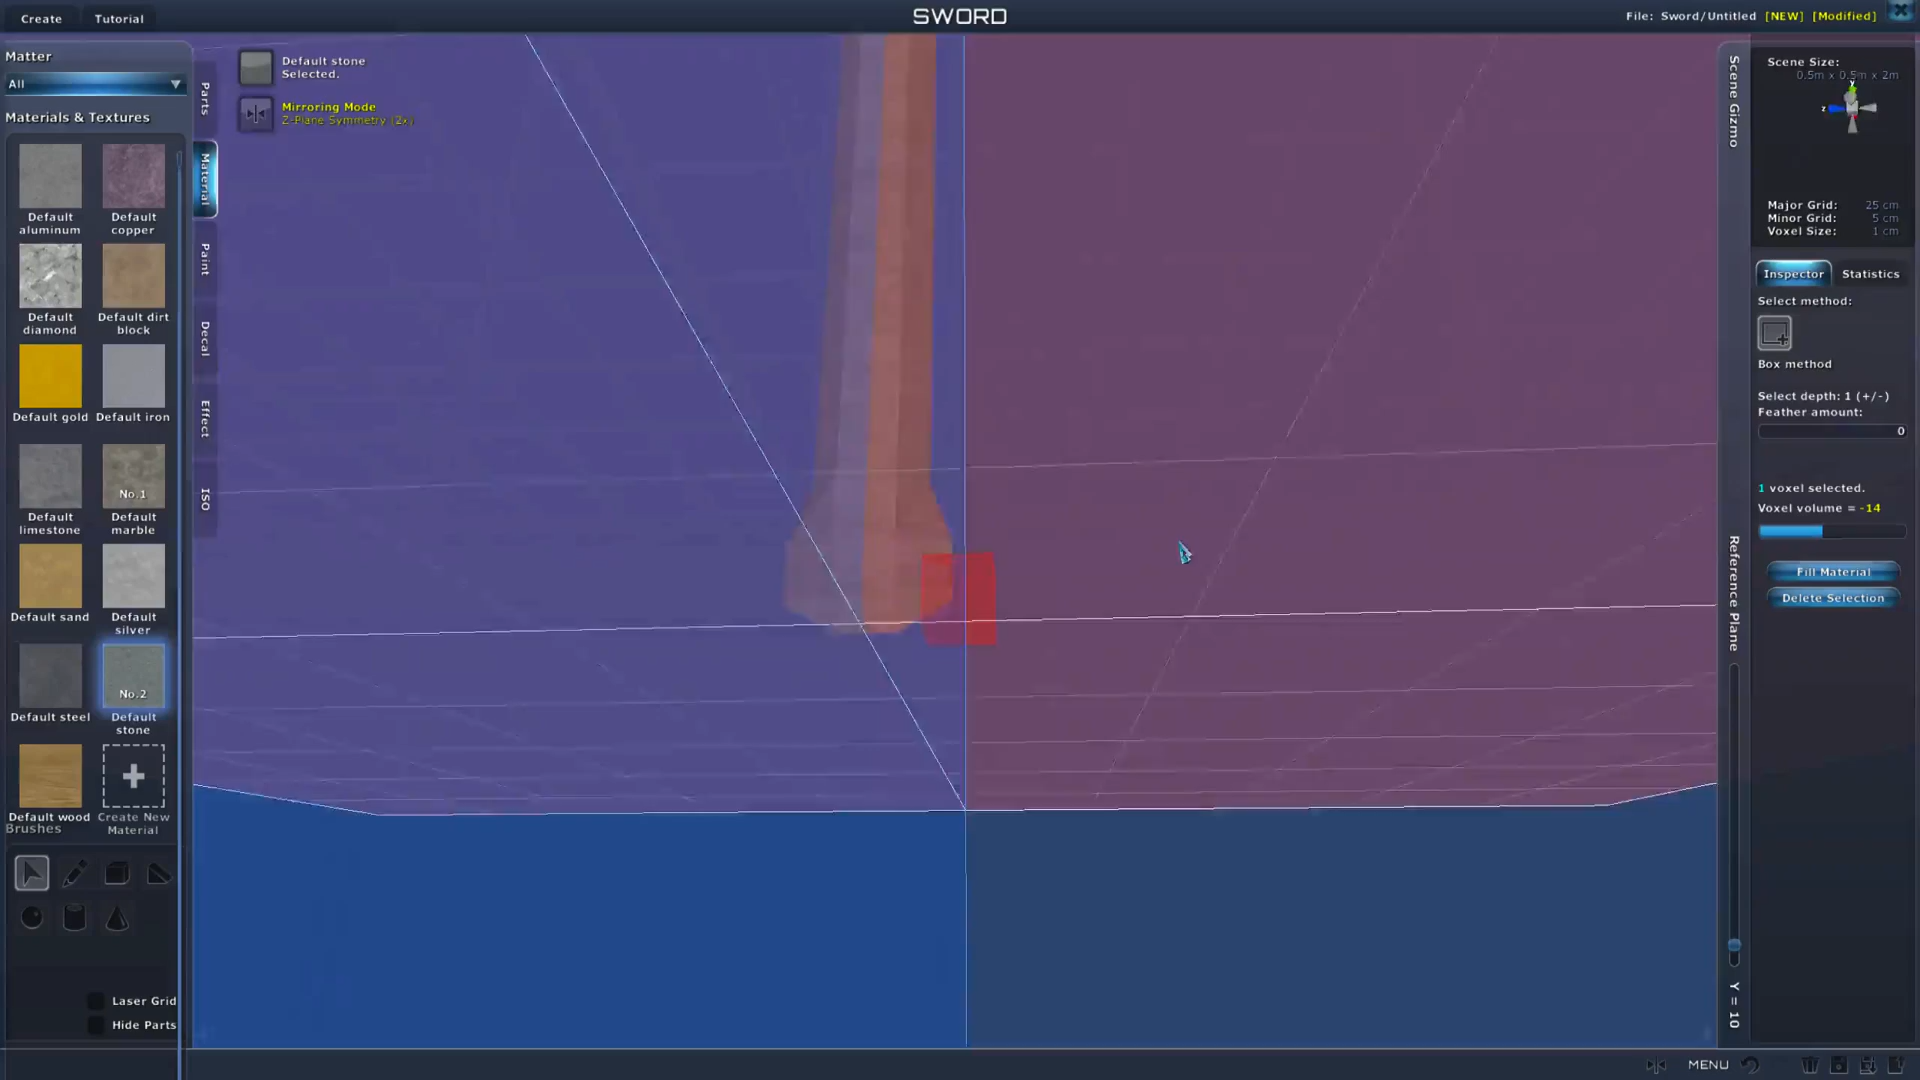 Create
Tutorial
SWORD
File: Sword/Untitled [NEW] [Modified]
Matter
All
Materials & Textures
Default aluminum
Default copper
Default diamond
Default dirt block
Default gold
Default iron
Default limestone
No.1
Default marble
Default sand
Default silver
Default steel
No.2
Default stone
Default wood
Create New Material
Brushes
Laser Grid
Hide Parts
Parts
Material
Paint
Decal
Effect
ISO
Default stone
Selected.
Mirroring Mode
Z-Plane Symmetry (2x)
Scene Gizmo
Reference Plane
Y = 10
Scene Size:
0.5m x 0.5m x 2m
Y
Z
Major Grid: 25 cm
Minor Grid: 5 cm
Voxel Size: 1 cm
Inspector
Statistics
Select method:
Box method
Select depth: 1 (+/-)
Feather amount:
0
1 voxel selected.
Voxel volume = -14
Fill Material
Delete Selection
MENU